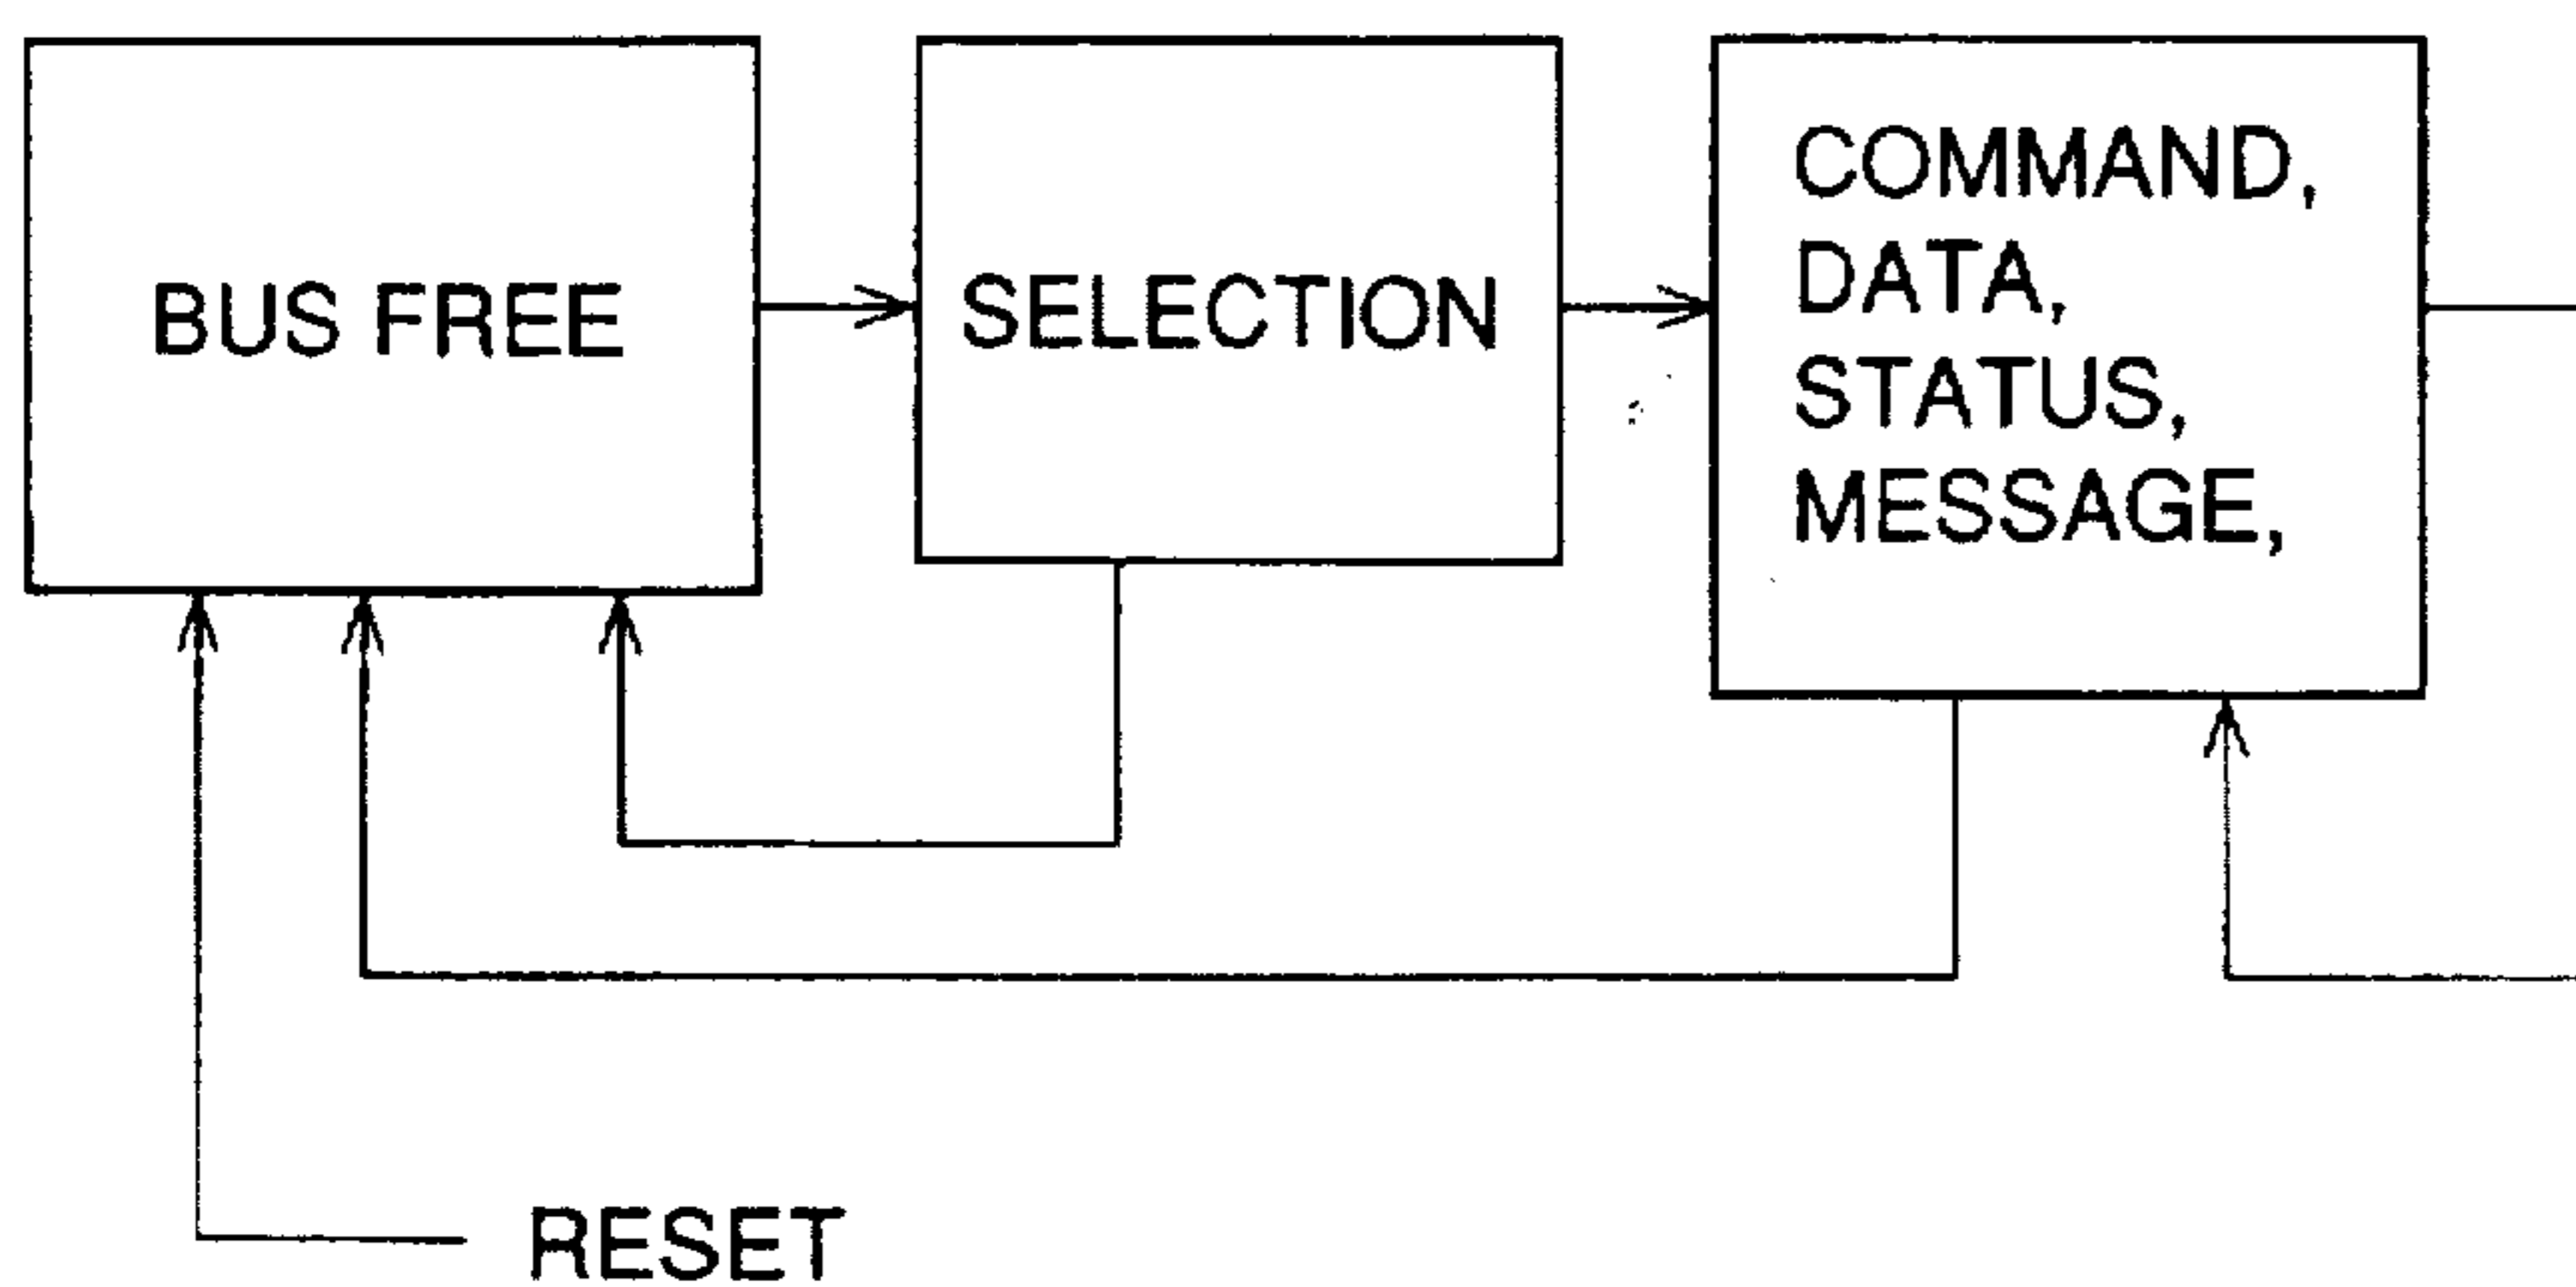 BUS FREE
SELECTION
COMMAND,
DATA,
STATUS,
MESSAGE,
RESET